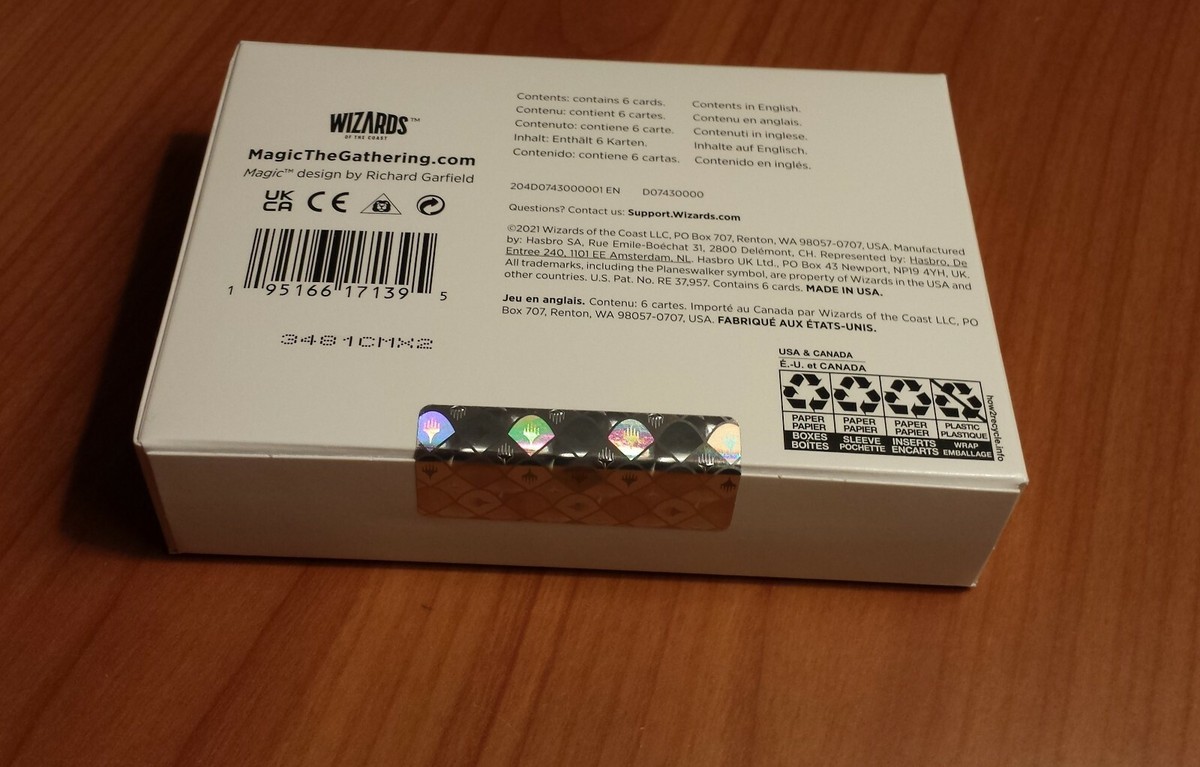 WIZARDS™
OF THE COAST
MagicTheGathering.com
Magic™ design by Richard Garfield
UK
CA CE
1 95166 17139 5
3481CMX2
Contents: contains 6 cards.
Contenu: contient 6 cartes.
Contenuto: contiene 6 carte.
Inhalt: Enthält 6 Karten.
Contenido: contiene 6 cartas.
Contents in English.
Contenu en anglais.
Contenuti in inglese.
Inhalte auf Englisch.
Contenido en inglés.
204D0743000001 EN D07430000
Questions? Contact us: Support.Wizards.com
©2021 Wizards of the Coast LLC, PO Box 707, Renton, WA 98057-0707, USA. Manufactured
by: Hasbro SA, Rue Emile-Boéchat 31, 2800 Delémont, CH. Represented by: Hasbro, De
Entree 240, 1101 EE Amsterdam, NL. Hasbro UK Ltd., PO Box 43 Newport, NP19 4YH, UK.
All trademarks, including the Planeswalker symbol, are property of Wizards in the USA and
other countries. U.S. Pat. No. RE 37,957. Contains 6 cards. MADE IN USA.
Jeu en anglais. Contenu: 6 cartes. Importé au Canada par Wizards of the Coast LLC, PO
Box 707, Renton, WA 98057-0707, USA. FABRIQUÉ AUX ÉTATS-UNIS.
USA & CANADA
É.-U. et CANADA
PAPER PAPER PAPER PLASTIC
PAPIER PAPIER PAPIER PLASTIQUE
BOXES SLEEVE INSERTS WRAP
BOÎTES POCHETTE ENCARTS EMBALLAGE
how2recycle.info